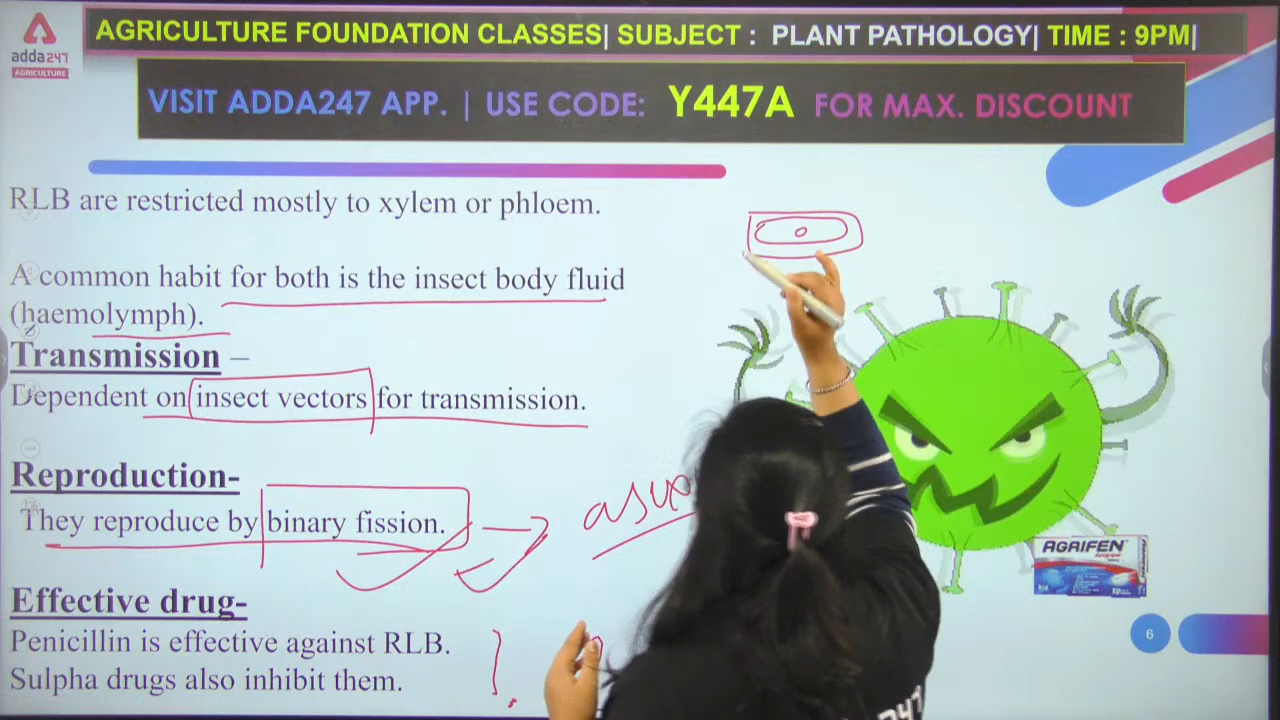 adda247
AGRICULTURE
AGRICULTURE FOUNDATION CLASSES| SUBJECT : PLANT PATHOLOGY| TIME : 9PM|
VISIT ADDA247 APP. | USE CODE: Y447A FOR MAX. DISCOUNT
RLB are restricted mostly to xylem or phloem.
A common habit for both is the insect body fluid
(haemolymph).
Transmission –
Dependent on insect vectors for transmission.
Reproduction-
They reproduce by binary fission.
Effective drug-
Penicillin is effective against RLB.
Sulpha drugs also inhibit them.
AGRIFEN
6